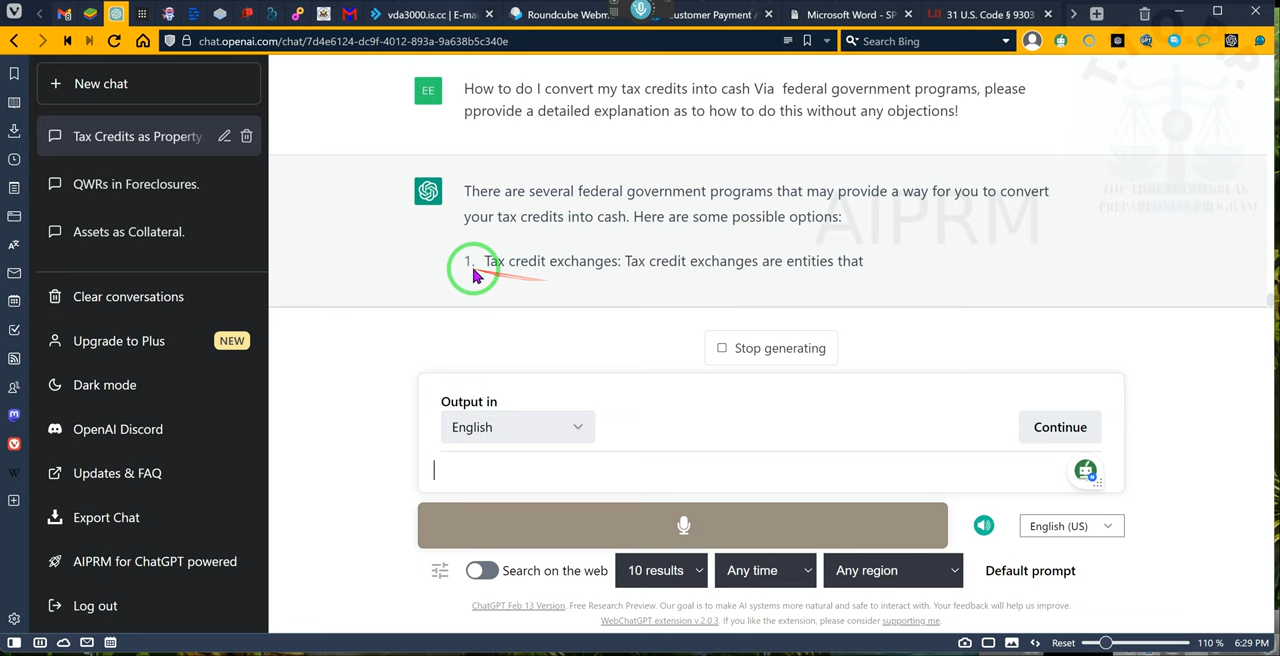 vda3000.is.cc | E-mai
Roundcube Webm
Customer Payment A
Microsoft Word - SP
31 U.S. Code § 9303
chat.openai.com/chat/7d4e6124-dc9f-4012-893a-9a638b5c340e
Search Bing
New chat
Tax Credits as Property.
QWRs in Foreclosures.
Assets as Collateral.
Clear conversations
Upgrade to Plus
NEW
Dark mode
OpenAI Discord
Updates & FAQ
Export Chat
AIPRM for ChatGPT powered
Log out
EE
How to do I convert my tax credits into cash Via federal government programs, please
pprovide a detailed explanation as to how to do this without any objections!
There are several federal government programs that may provide a way for you to convert
your tax credits into cash. Here are some possible options:
1. Tax credit exchanges: Tax credit exchanges are entities that
AIPRM
THE THIRTY OUTBREAK
PREPAREDNESS PROGRAM
Stop generating
Output in
English
Continue
English (US)
Search on the web
10 results
Any time
Any region
Default prompt
ChatGPT Feb 13 Version. Free Research Preview. Our goal is to make AI systems more natural and safe to interact with. Your feedback will help us improve.
WebChatGPT extension v.2.0.3. If you like the extension, please consider supporting me.
Reset
110 %
6:29 PM